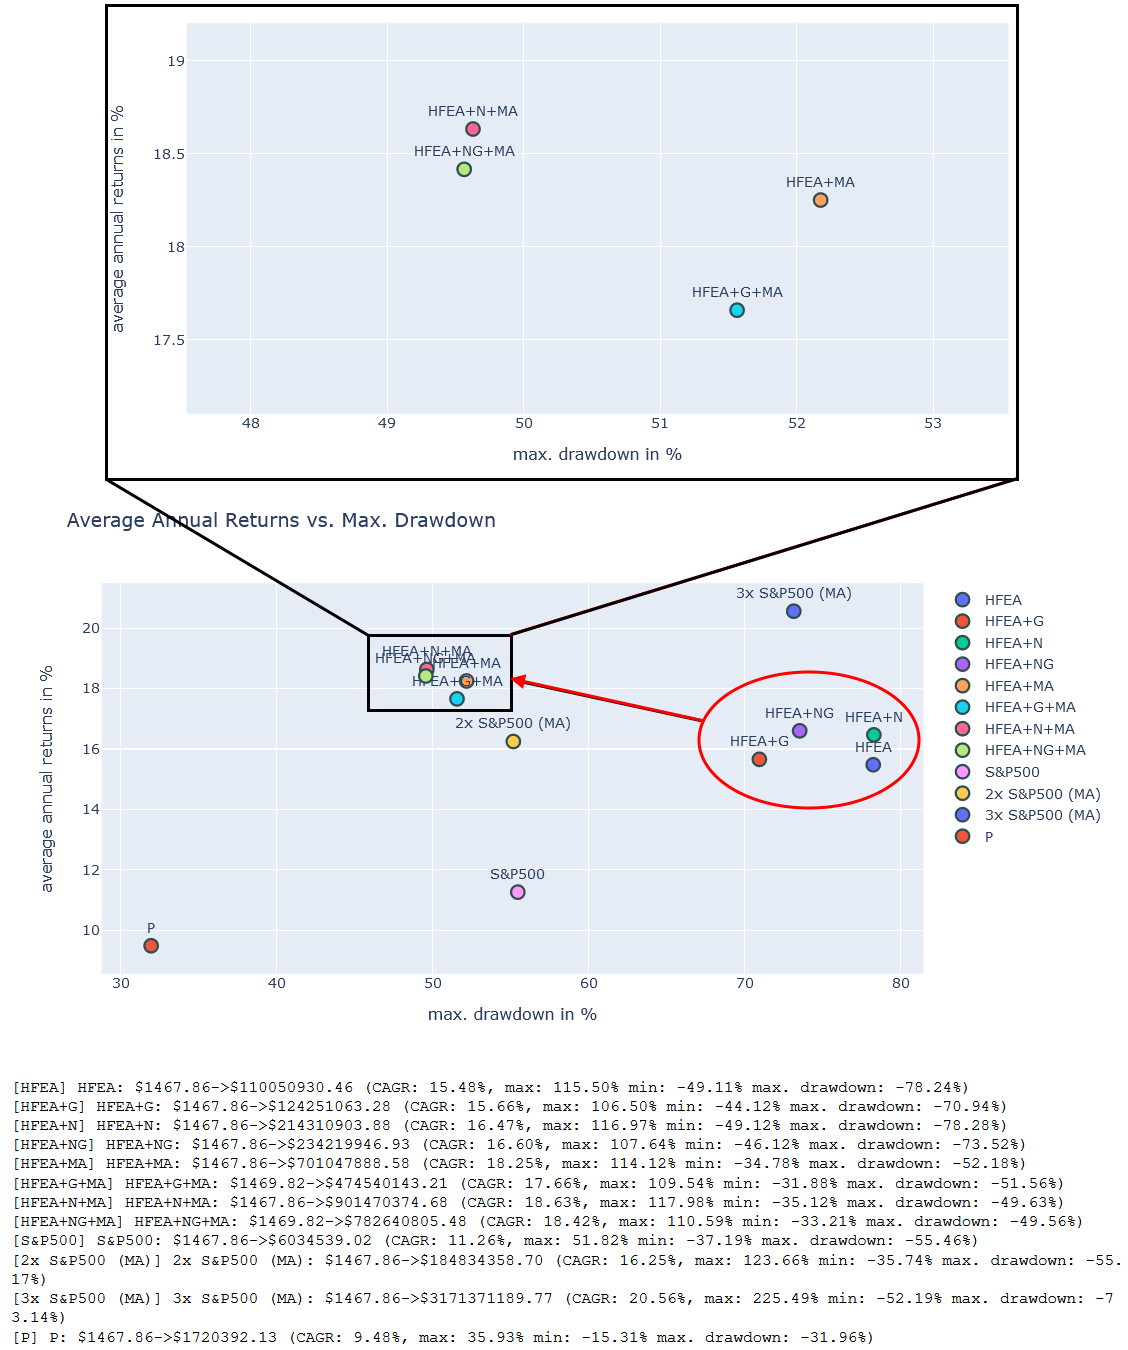 19
HFEA+N+MA
18.5
HFEA+NG+MA
HFEA+MA
18
HFEA+G+MA
17.5
average annual returns in %
48 49 50 51 52 53
max. drawdown in %
Average Annual Returns vs. Max. Drawdown
3x S&P500 (MA)
20
HFEA+N+MA
HFEA+NG+MA
HFEA+MA
HFEA+G+MA
18
2x S&P500 (MA)
HFEA+NG
HFEA+N
HFEA+G
HFEA
16
14
12
S&P500
10
P
average annual returns in %
30 40 50 60 70 80
max. drawdown in %
HFEA
HFEA+G
HFEA+N
HFEA+NG
HFEA+MA
HFEA+G+MA
HFEA+N+MA
HFEA+NG+MA
S&P500
2x S&P500 (MA)
3x S&P500 (MA)
P
[HFEA] HFEA: $1467.86->$110050930.46 (CAGR: 15.48%, max: 115.50% min: -49.11% max. drawdown: -78.24%)
[HFEA+G] HFEA+G: $1467.86->$124251063.28 (CAGR: 15.66%, max: 106.50% min: -44.12% max. drawdown: -70.94%)
[HFEA+N] HFEA+N: $1467.86->$214310903.88 (CAGR: 16.47%, max: 116.97% min: -49.12% max. drawdown: -78.28%)
[HFEA+NG] HFEA+NG: $1467.86->$234219946.93 (CAGR: 16.60%, max: 107.64% min: -46.12% max. drawdown: -73.52%)
[HFEA+MA] HFEA+MA: $1467.86->$701047888.58 (CAGR: 18.25%, max: 114.12% min: -34.78% max. drawdown: -52.18%)
[HFEA+G+MA] HFEA+G+MA: $1469.82->$474540143.21 (CAGR: 17.66%, max: 109.54% min: -31.88% max. drawdown: -51.56%)
[HFEA+N+MA] HFEA+N+MA: $1467.86->$901470374.68 (CAGR: 18.63%, max: 117.98% min: -35.12% max. drawdown: -49.63%)
[HFEA+NG+MA] HFEA+NG+MA: $1469.82->$782640805.48 (CAGR: 18.42%, max: 110.59% min: -33.21% max. drawdown: -49.56%)
[S&P500] S&P500: $1467.86->$6034539.02 (CAGR: 11.26%, max: 51.82% min: -37.19% max. drawdown: -55.46%)
[2x S&P500 (MA)] 2x S&P500 (MA): $1467.86->$184834358.70 (CAGR: 16.25%, max: 123.66% min: -35.74% max. drawdown: -55.
17%)
[3x S&P500 (MA)] 3x S&P500 (MA): $1467.86->$3171371189.77 (CAGR: 20.56%, max: 225.49% min: -52.19% max. drawdown: -7
3.14%)
[P] P: $1467.86->$1720392.13 (CAGR: 9.48%, max: 35.93% min: -15.31% max. drawdown: -31.96%)